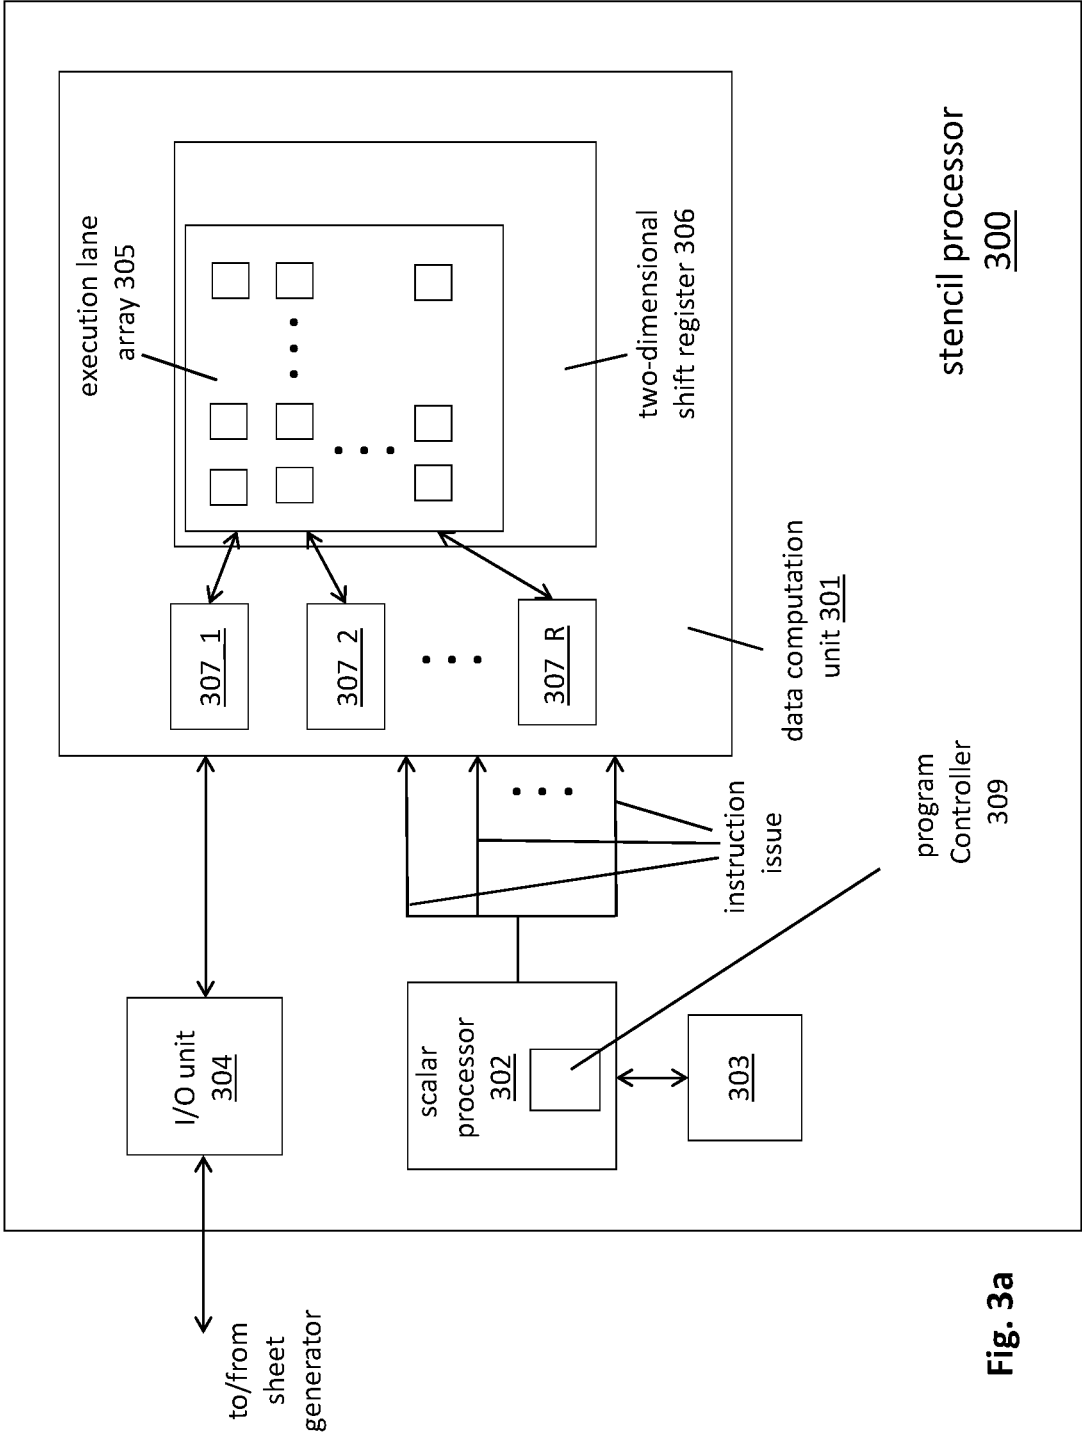 to/from
sheet
generator
I/O unit
304
scalar
processor
302
303
instruction
issue
program
Controller
309
307_1
307_2
307_R
data computation
unit 301
execution lane
array 305
two-dimensional
shift register 306
stencil processor
300
Fig. 3a